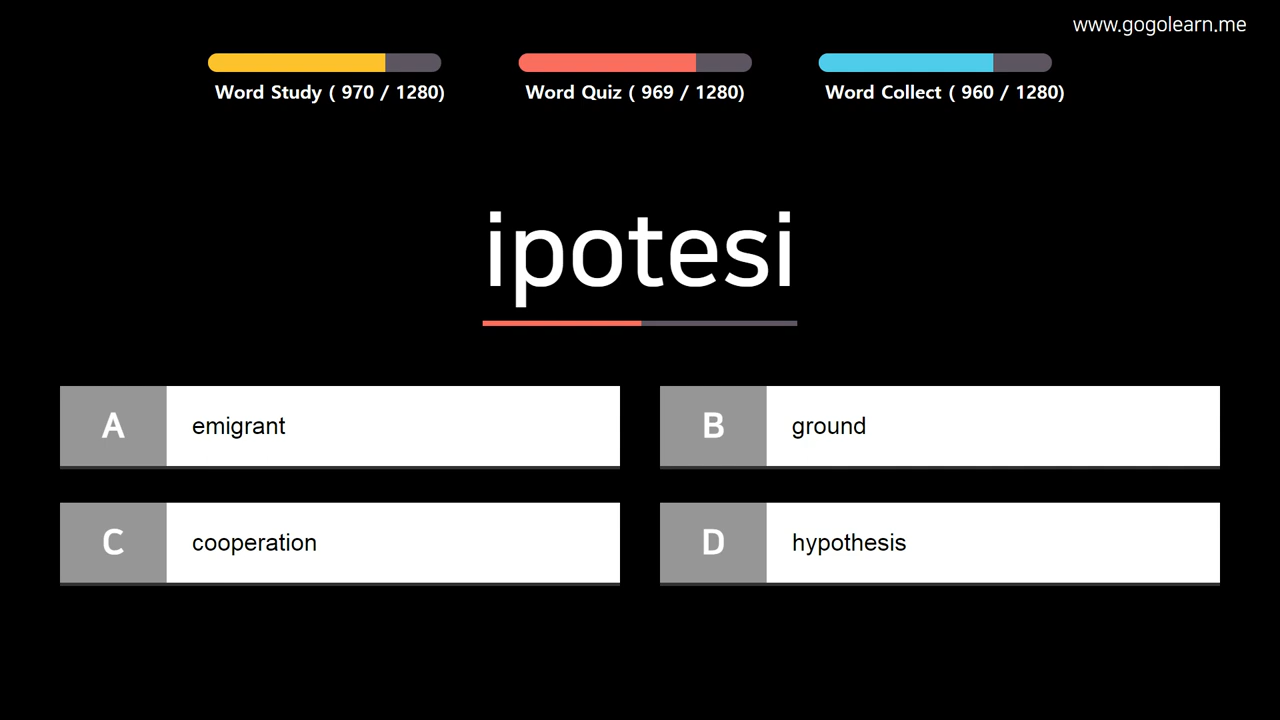 www.gogolearn.me
Word Study ( 970 / 1280)
Word Quiz ( 969 / 1280)
Word Collect ( 960 / 1280)
ipotesi
A emigrant
B ground
C cooperation
D hypothesis